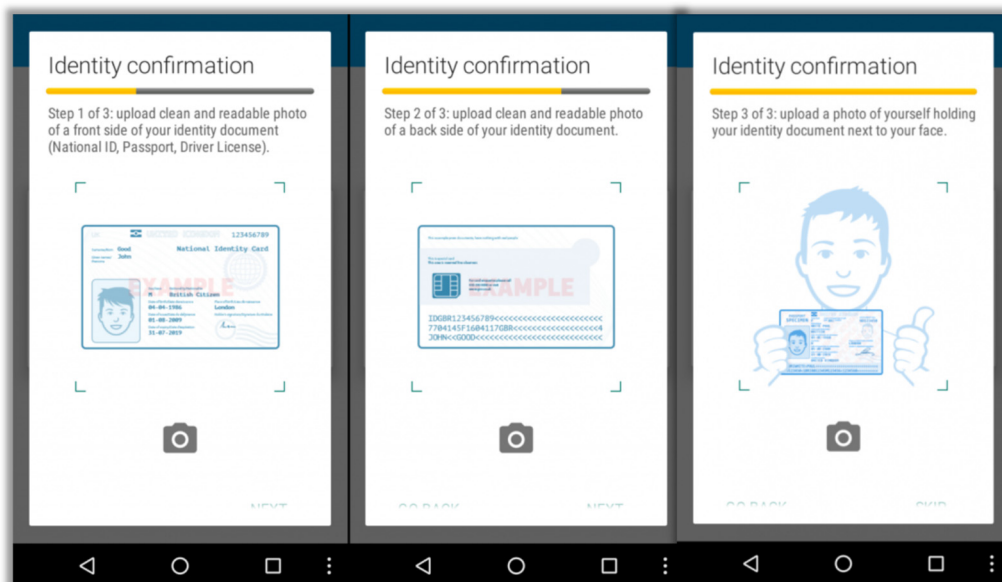 Identity confirmation
Step 1 of 3: upload clean and readable photo
of a front side of your identity document
(National ID, Passport, Driver License).
123456789
Good
National Identity Card
John
EXAMPLE
M British Citizen
04-04-1986 London
01-08-2009
31-07-2019
NEXT
Identity confirmation
Step 2 of 3: upload clean and readable photo
of a back side of your identity document.
EXAMPLE
IDGBR123456789<<<<<<<<<<<<<<<<<<<<<<
7704145F1604117GBR<<<<<<<<<<<<<<<<<4
JOHN<<GOOD<<<<<<<<<<<<<<<<<<<<<<<<<<
GO BACK NEXT
Identity confirmation
Step 3 of 3: upload a photo of yourself holding
your identity document next to your face.
SPECIMEN
GO BACK SKIP